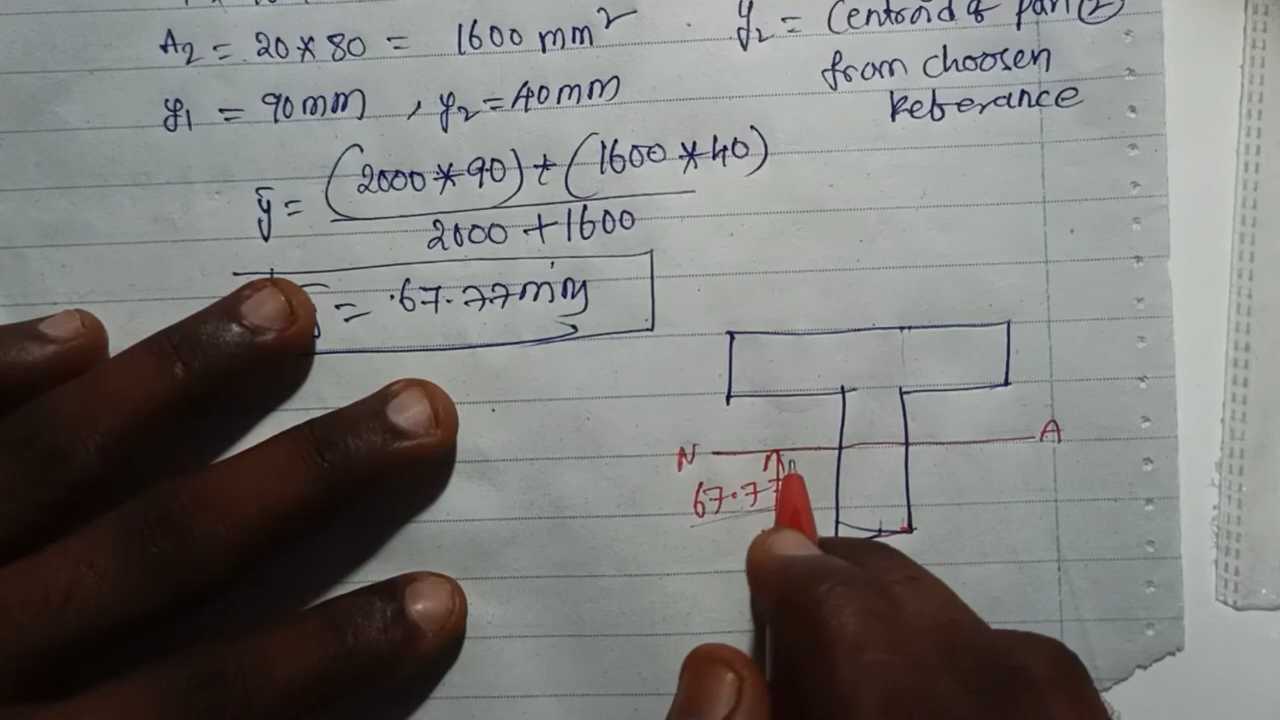 A2 = 20*80 = 1600 mm²
y2 = Centroid of part ②
from choosen
Reference
y1 = 90mm , y2 = 40mm
ȳ = (2000*90) + (1600*40)
2000 + 1600
= 67.77mm
N A
67.77